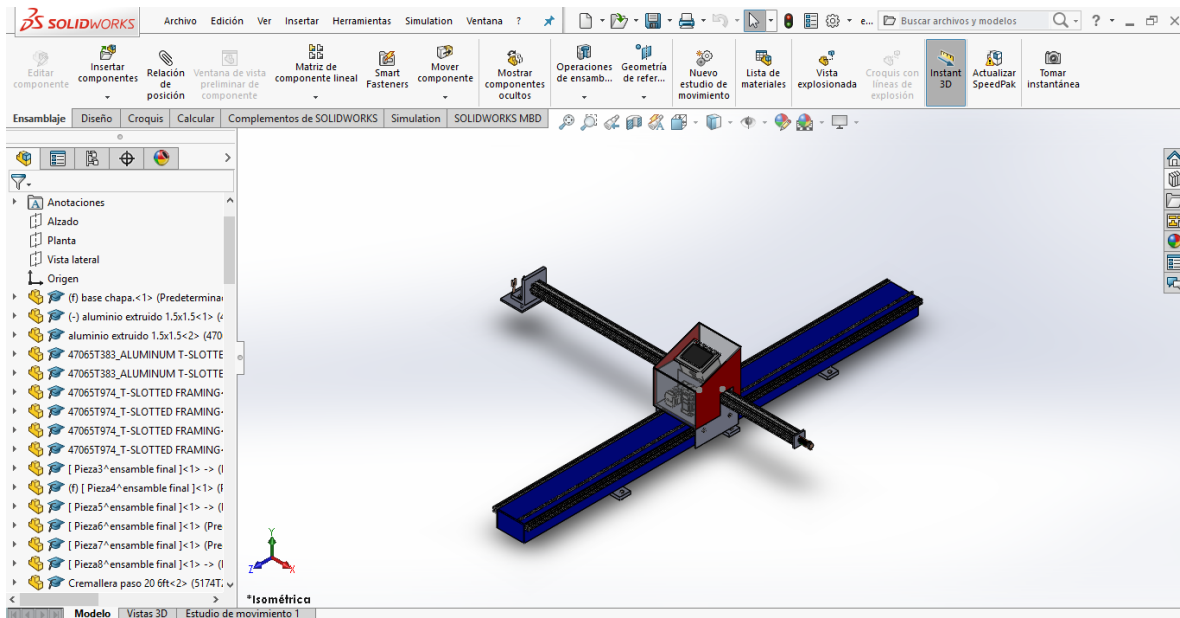 SOLIDWORKS
Archivo Edición Ver Insertar Herramientas Simulation Ventana ?
e...
Buscar archivos y modelos
?
Editar componente
Insertar componentes
Relación de posición
Ventana de vista preliminar de componente
Matriz de componente lineal
Smart Fasteners
Mover componente
Mostrar componentes ocultos
Operaciones de ensamb...
Geometría de refer...
Nuevo estudio de movimiento
Lista de materiales
Vista explosionada
Croquis con líneas de explosión
Instant 3D
Actualizar SpeedPak
Tomar instantánea
Ensamblaje Diseño Croquis Calcular Complementos de SOLIDWORKS Simulation SOLIDWORKS MBD
Anotaciones
Alzado
Planta
Vista lateral
Origen
(f) base chapa.<1> (Predetermina
(-) aluminio extruido 1.5x1.5<1> (4
aluminio extruido 1.5x1.5<2> (470
47065T383_ALUMINUM T-SLOTTE
47065T383_ALUMINUM T-SLOTTE
47065T974_T-SLOTTED FRAMING-
47065T974_T-SLOTTED FRAMING-
47065T974_T-SLOTTED FRAMING-
47065T974_T-SLOTTED FRAMING-
[ Pieza3^ensamble final ]<1> -> (
(f) [ Pieza4^ensamble final ]<1> (
[ Pieza5^ensamble final ]<1> -> (
[ Pieza6^ensamble final ]<1> (Pre
[ Pieza7^ensamble final ]<1> (Pre
[ Pieza8^ensamble final ]<1> -> (
Cremallera paso 20 6ft<2> (5174T
Y
Z X
*Isométrica
Modelo Vistas 3D Estudio de movimiento 1